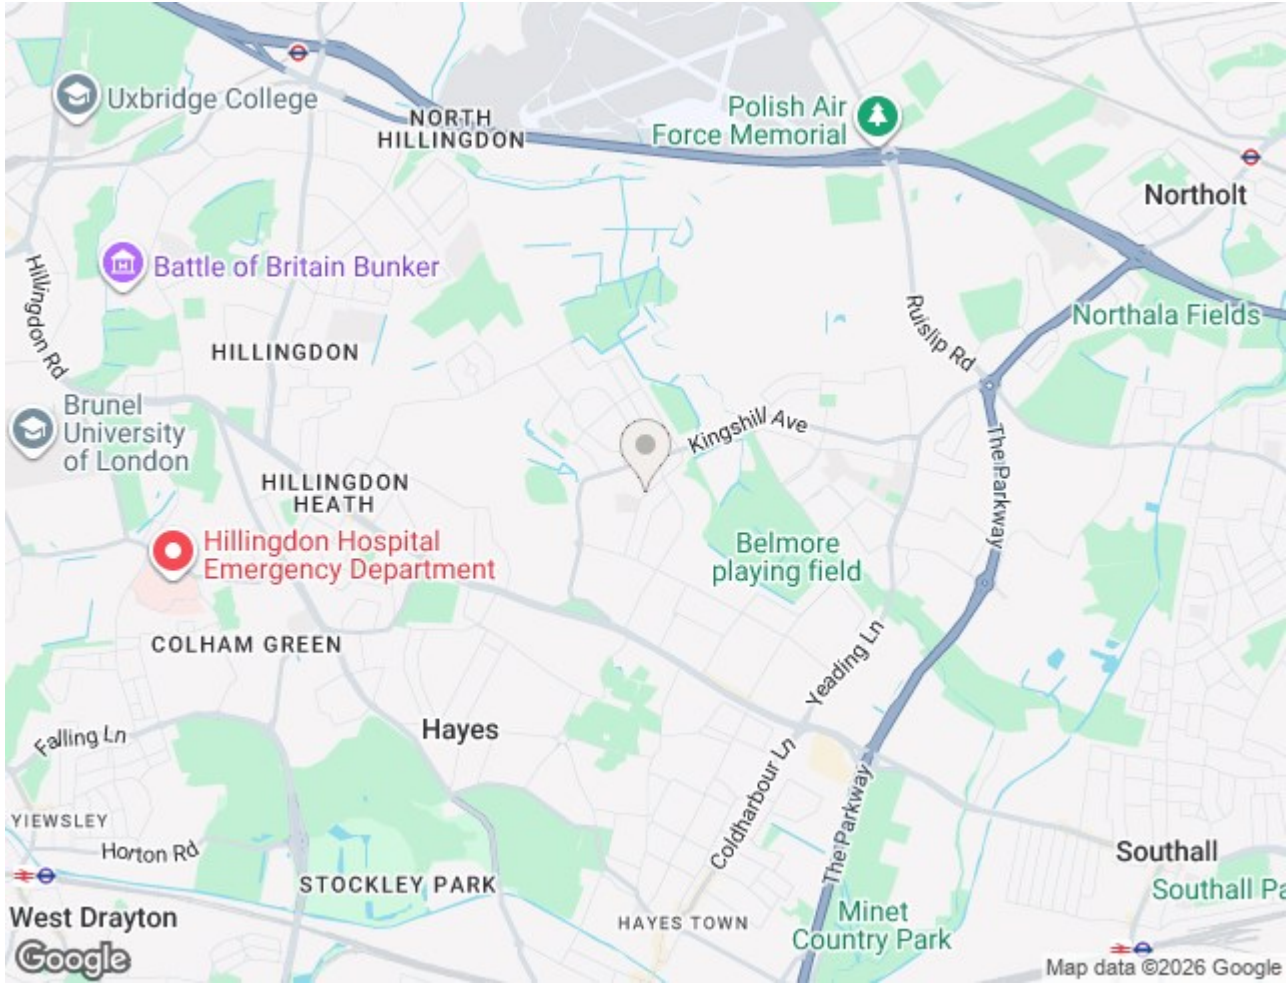 Uxbridge College
NORTH
HILLINGDON
Polish Air
Force Memorial
Northolt
Hillingdon Rd
Battle of Britain Bunker
Ruislip Rd
Northala Fields
HILLINGDON
Brunel
University
of London
Kingshill Ave
The Parkway
HILLINGDON
HEATH
Hillingdon Hospital
Emergency Department
Belmore
playing field
COLHAM GREEN
Yeading Ln
Falling Ln
Hayes
Coldharbour Ln
The Parkway
YIEWSLEY
Horton Rd
Southall
STOCKLEY PARK
Southall Pa
West Drayton
HAYES TOWN
Minet
Country Park
Google
Map data ©2026 Google